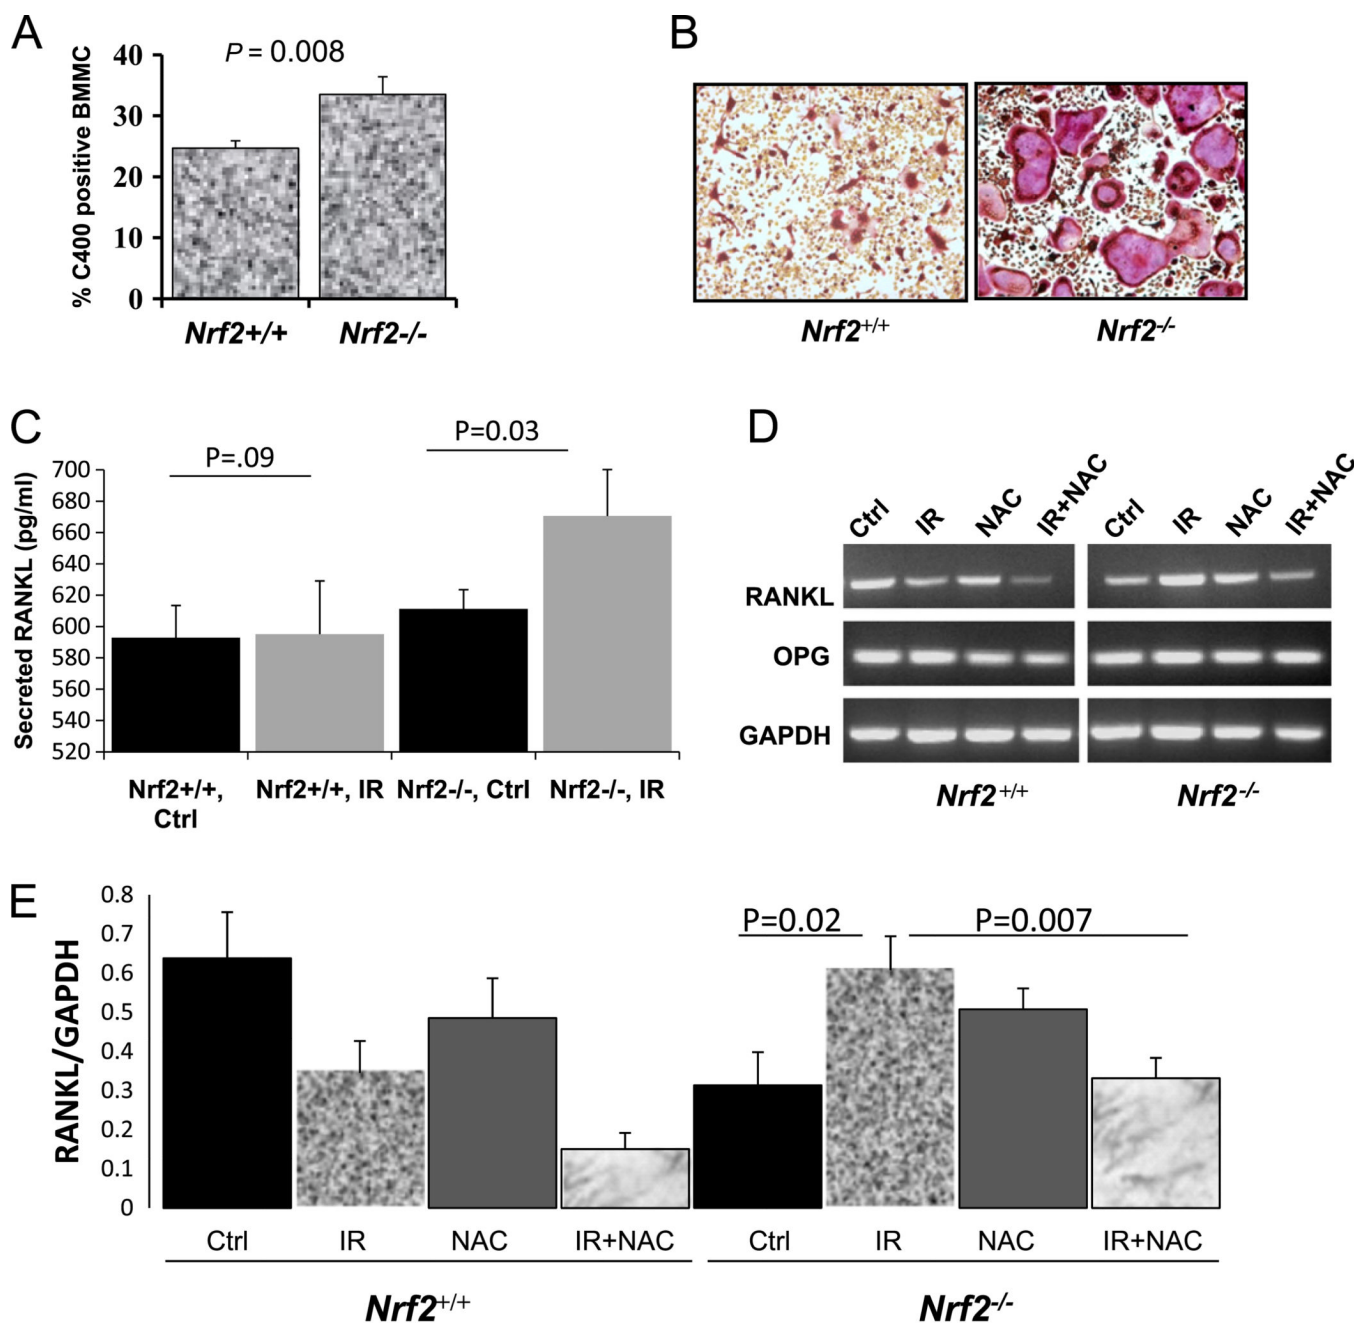 A
P = 0.008
% C400 positive BMMC
40
30
20
10
0
Nrf2+/+
Nrf2-/-
B
Nrf2+/+
Nrf2-/-
C
P=.09
P=0.03
Secreted RANKL (pg/ml)
700
680
660
640
620
600
580
560
540
520
Nrf2+/+,
Ctrl
Nrf2+/+, IR
Nrf2-/-, Ctrl
Nrf2-/-, IR
D
Ctrl IR NAC IR+NAC Ctrl IR NAC IR+NAC
RANKL
OPG
GAPDH
Nrf2+/+
Nrf2-/-
E
RANKL/GAPDH
0.8
0.7
0.6
0.5
0.4
0.3
0.2
0.1
0
P=0.02
P=0.007
Ctrl IR NAC IR+NAC Ctrl IR NAC IR+NAC
Nrf2+/+
Nrf2-/-